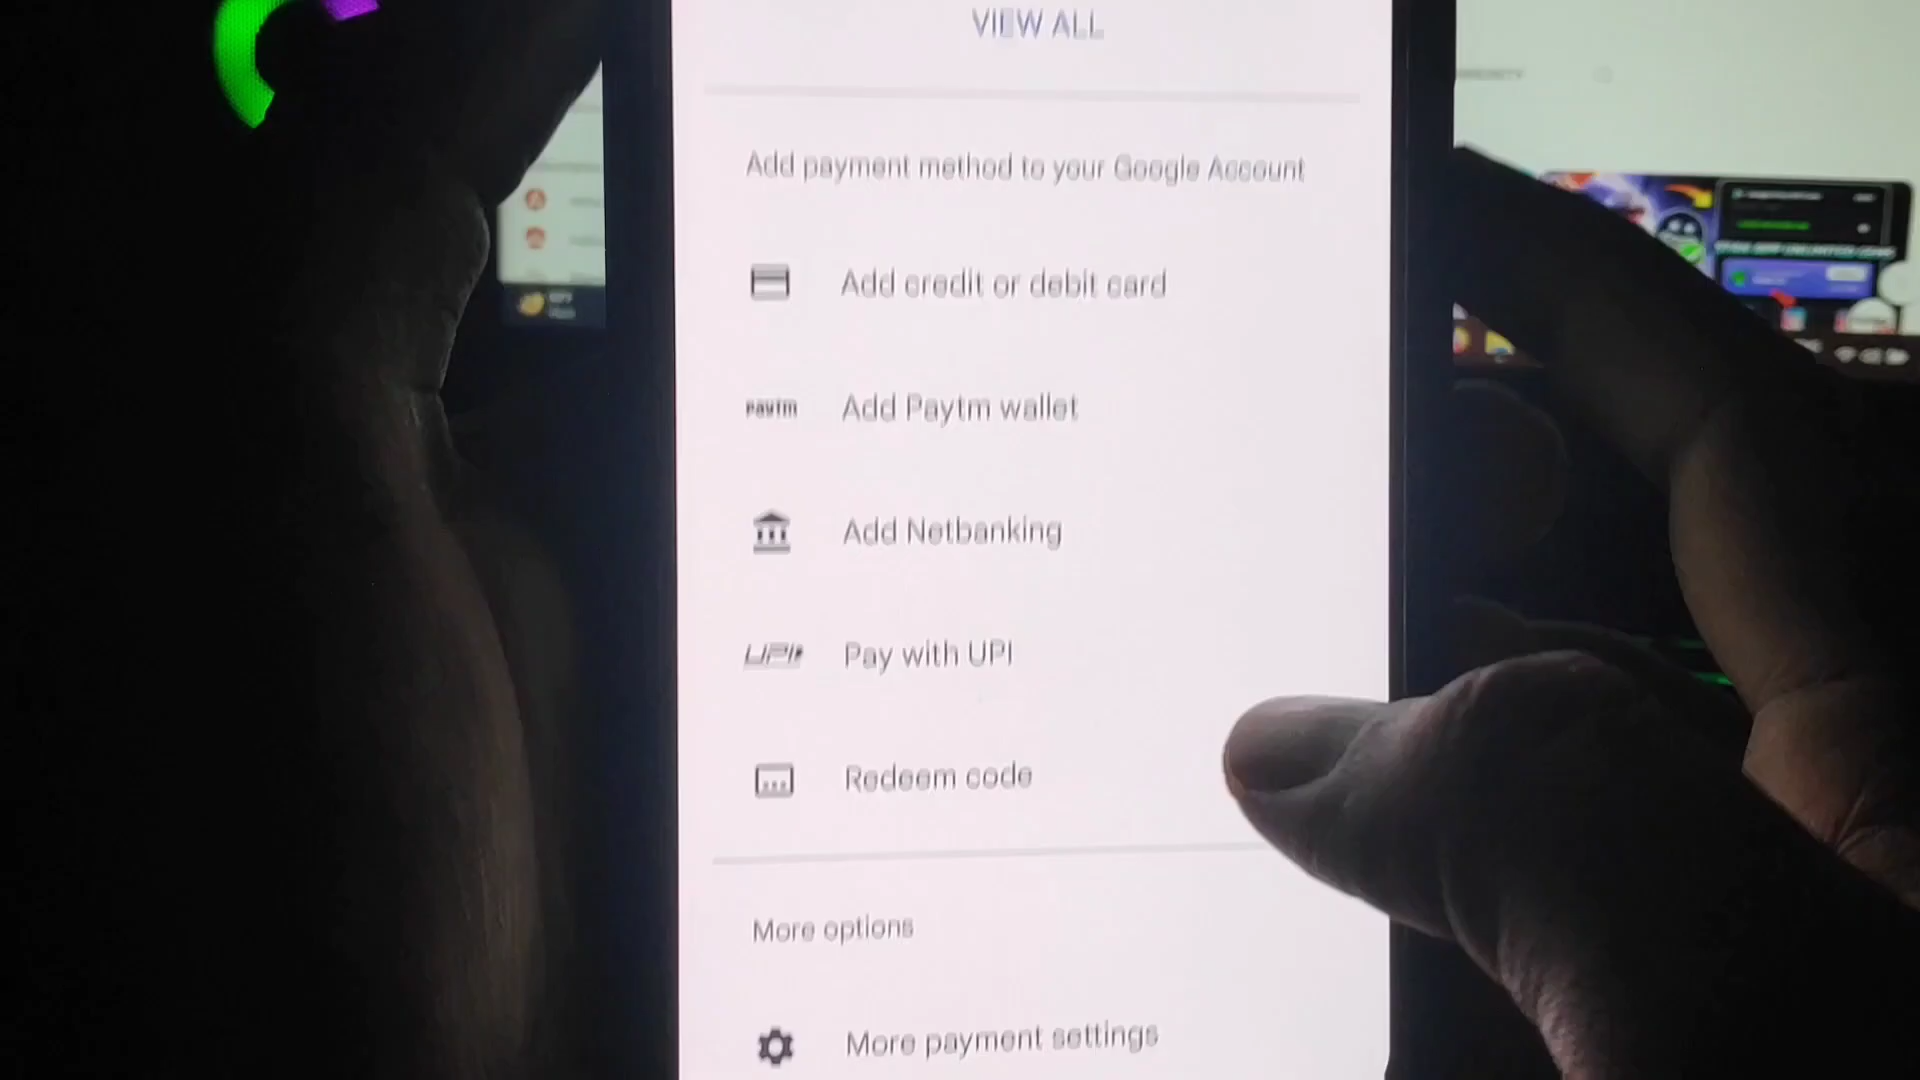 VIEW ALL
Add payment method to your Google Account
Add credit or debit card
Paytm
Add Paytm wallet
Add Netbanking
UPI
Pay with UPI
Redeem code
More options
More payment settings